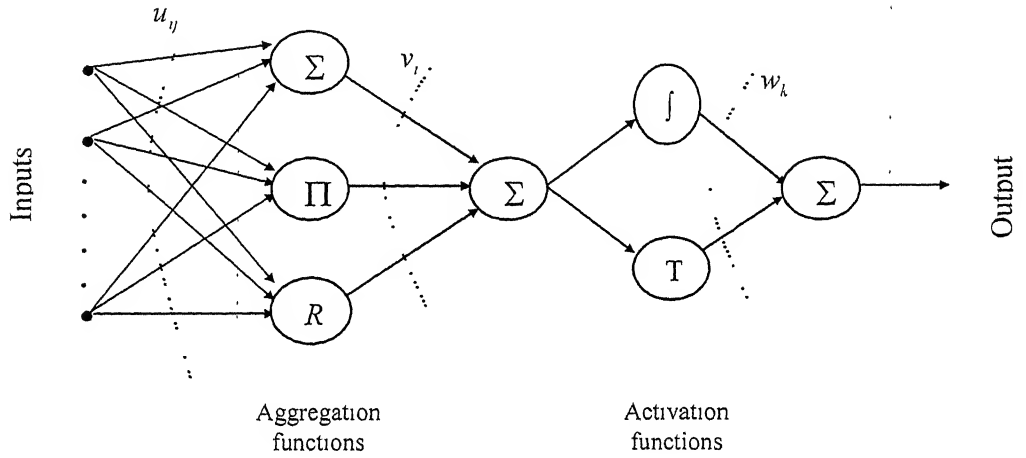 u_ij
Σ
v_i
∫
w_k
Inputs
Π
Σ
Σ
Output
T
R
Aggregation
functions
Activation
functions